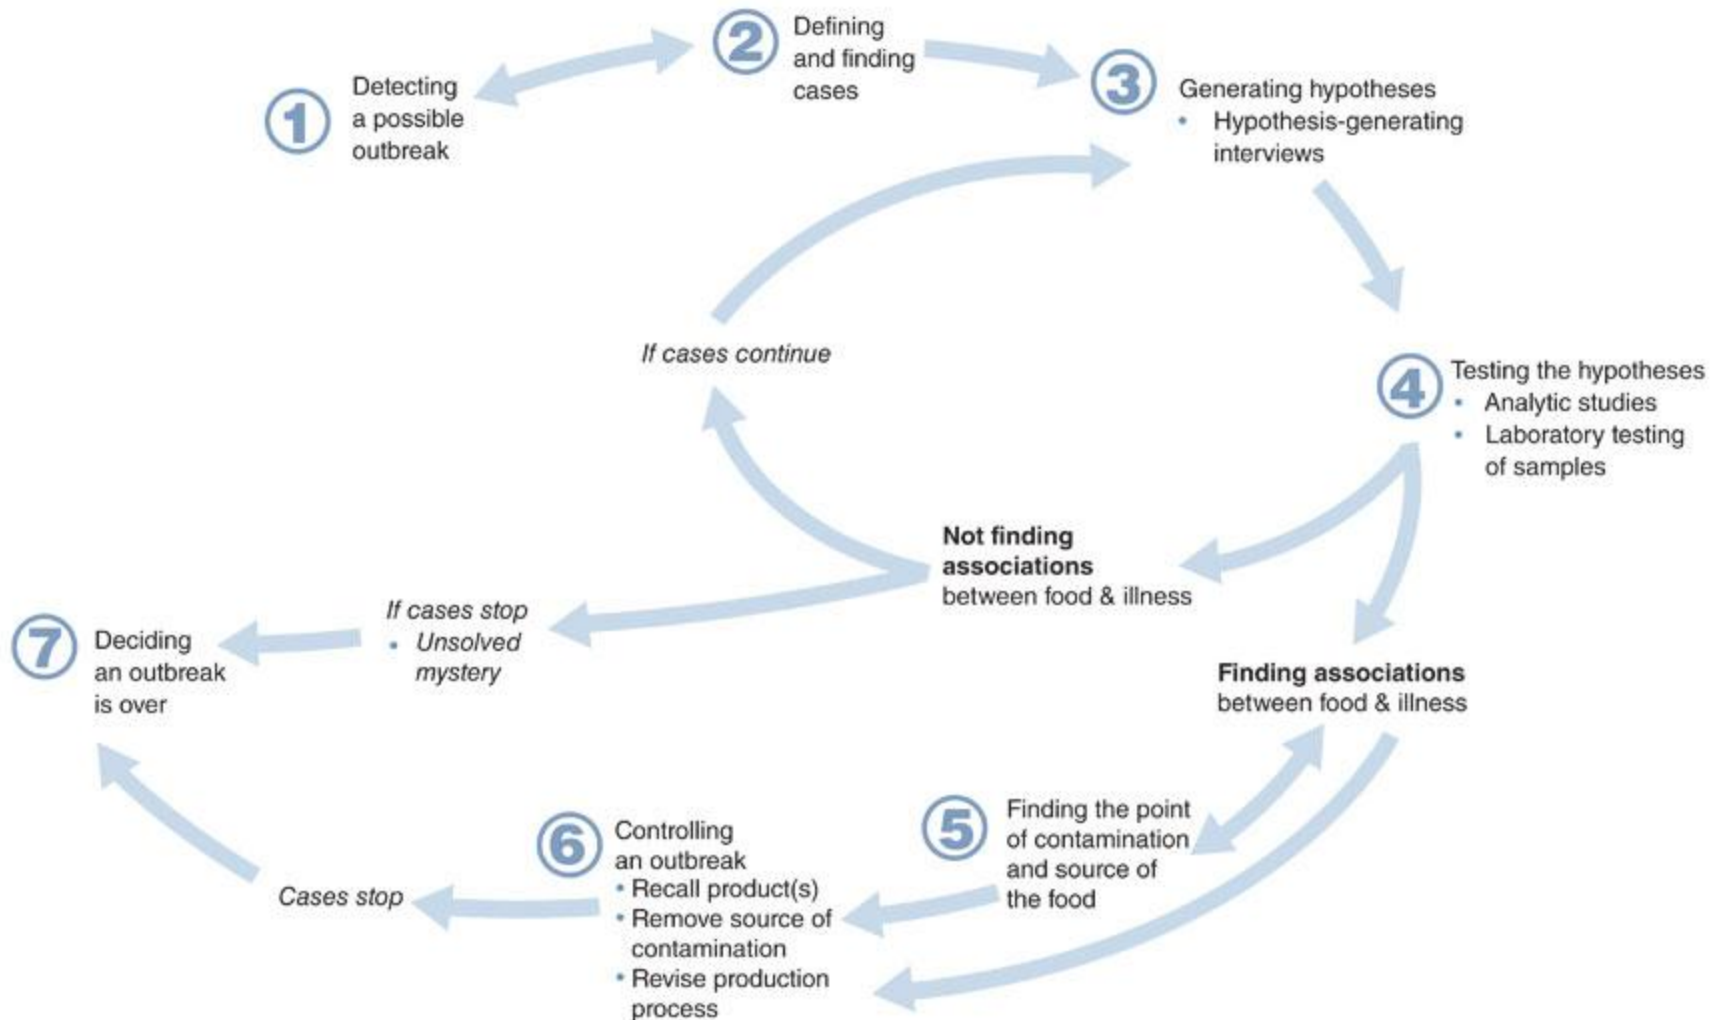 1
Detecting
a possible
outbreak
2
Defining
and finding
cases
3
Generating hypotheses
• Hypothesis-generating
interviews
If cases continue
4
Testing the hypotheses
• Analytic studies
• Laboratory testing
of samples
Not finding
associations
between food & illness
If cases stop
• Unsolved
mystery
7
Deciding
an outbreak
is over
Finding associations
between food & illness
5
Finding the point
of contamination
and source of
the food
6
Controlling
an outbreak
• Recall product(s)
• Remove source of
contamination
• Revise production
process
Cases stop